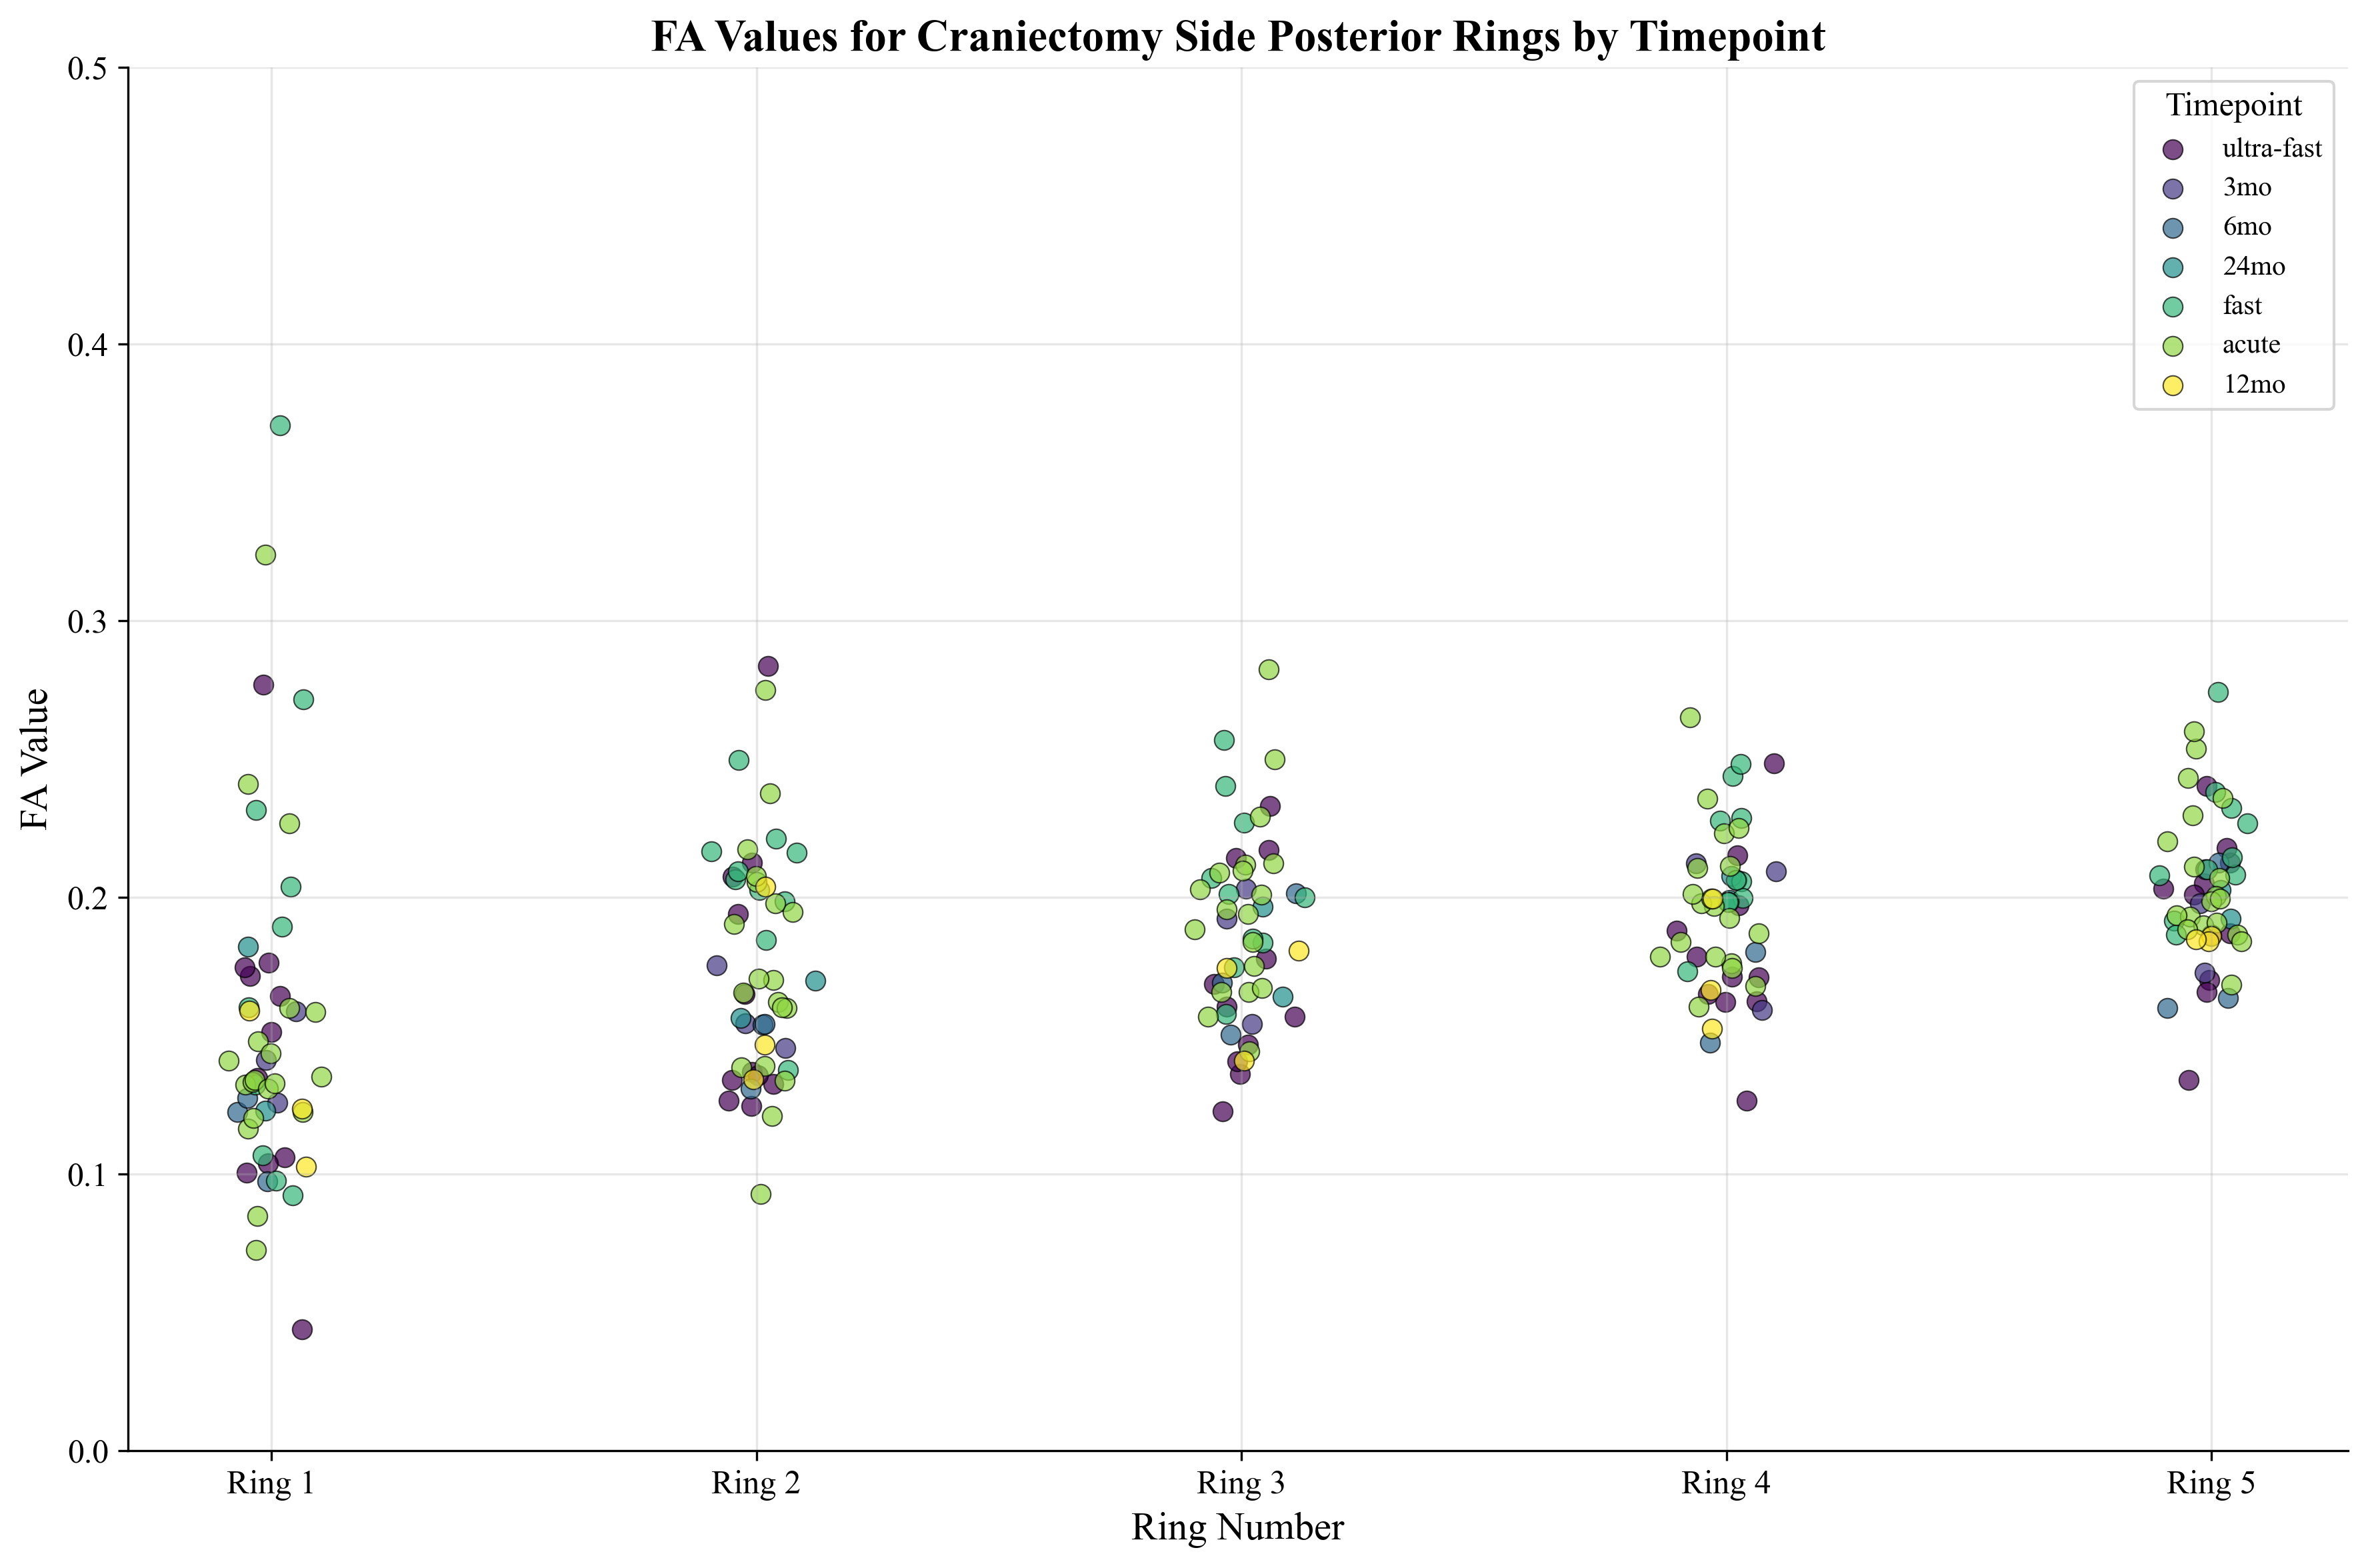 FA Values for Craniectomy Side Posterior Rings by Timepoint
0.5
0.4
0.3
0.2
0.1
0.0
FA Value
Timepoint
ultra-fast
3mo
6mo
24mo
fast
acute
12mo
Ring 1
Ring 2
Ring 3
Ring 4
Ring 5
Ring Number